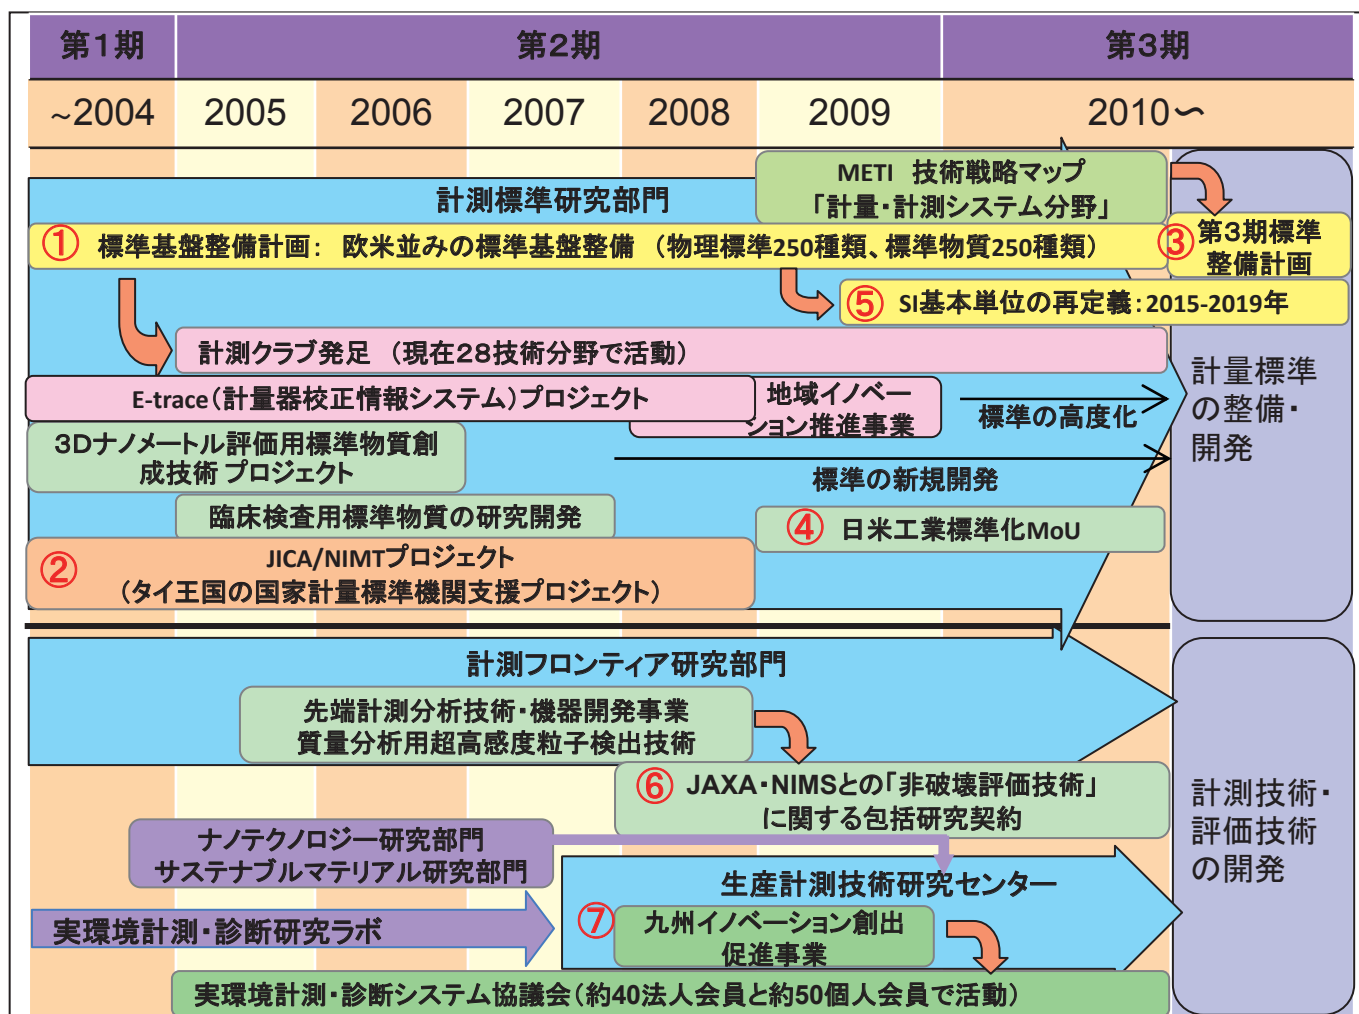 第1期 第2期 第3期
~2004 2005 2006 2007 2008 2009 2010〜
METI 技術戦略マップ
「計量・計測システム分野」
計測標準研究部門
① 標準基盤整備計画： 欧米並みの標準基盤整備 （物理標準250種類、標準物質250種類）
③ 第3期標準
整備計画
⑤ SI基本単位の再定義：2015-2019年
計測クラブ発足 （現在28技術分野で活動）
E-trace（計量器校正情報システム）プロジェクト
地域イノベー
ション推進事業
標準の高度化
計量標準
の整備・
開発
3Dナノメートル評価用標準物質創
成技術 プロジェクト
標準の新規開発
臨床検査用標準物質の研究開発
④ 日米工業標準化MoU
② JICA/NIMTプロジェクト
（タイ王国の国家計量標準機関支援プロジェクト）
計測フロンティア研究部門
先端計測分析技術・機器開発事業
質量分析用超高感度粒子検出技術
⑥ JAXA・NIMSとの「非破壊評価技術」
に関する包括研究契約
計測技術・
評価技術
の開発
ナノテクノロジー研究部門
サステナブルマテリアル研究部門
生産計測技術研究センター
実環境計測・診断研究ラボ
⑦ 九州イノベーション創出
促進事業
実環境計測・診断システム協議会（約40法人会員と約50個人会員で活動）